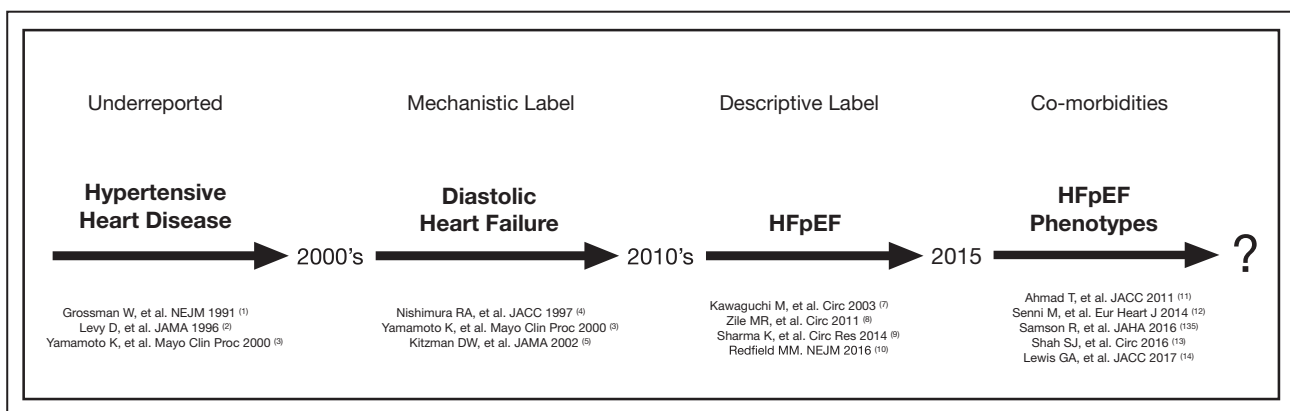 Underreported
Mechanistic Label
Descriptive Label
Co-morbidities
Hypertensive
Heart Disease
Diastolic
Heart Failure
HFpEF
HFpEF
Phenotypes
2000's
2010's
2015
?
Grossman W, et al. NEJM 1991 (1)
Levy D, et al. JAMA 1996 (2)
Yamamoto K, et al. Mayo Clin Proc 2000 (3)
Nishimura RA, et al. JACC 1997 (4)
Yamamoto K, et al. Mayo Clin Proc 2000 (3)
Kitzman DW, et al. JAMA 2002 (5)
Kawaguchi M, et al. Circ 2003 (7)
Zile MR, et al. Circ 2011 (8)
Sharma K, et al. Circ Res 2014 (9)
Redfield MM. NEJM 2016 (10)
Ahmad T, et al. JACC 2011 (11)
Senni M, et al. Eur Heart J 2014 (12)
Samson R, et al. JAHA 2016 (135)
Shah SJ, et al. Circ 2016 (13)
Lewis GA, et al. JACC 2017 (14)